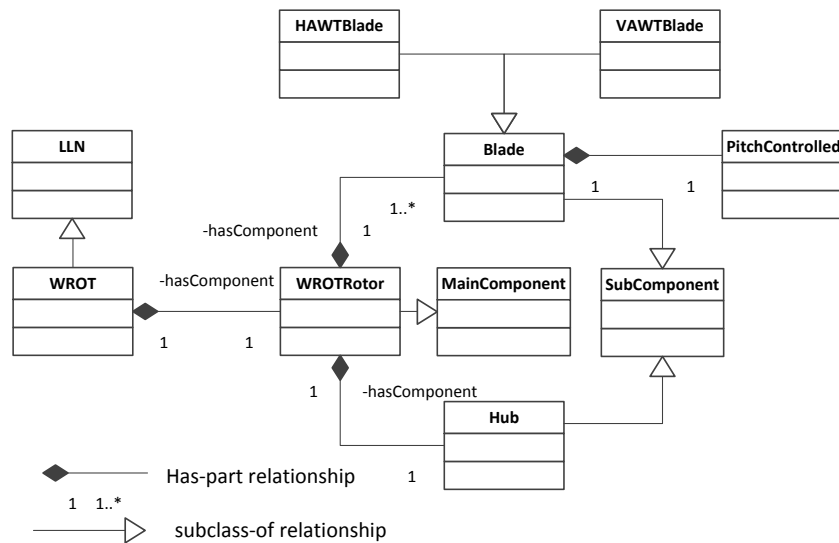 HAWTBlade
VAWTBlade
LLN
Blade
PitchControlled
1
1
1..*
-hasComponent
1
-hasComponent
WROT
WROTRotor
MainComponent
SubComponent
1
1
1
-hasComponent
Hub
1
Has-part relationship
1 1..*
subclass-of relationship